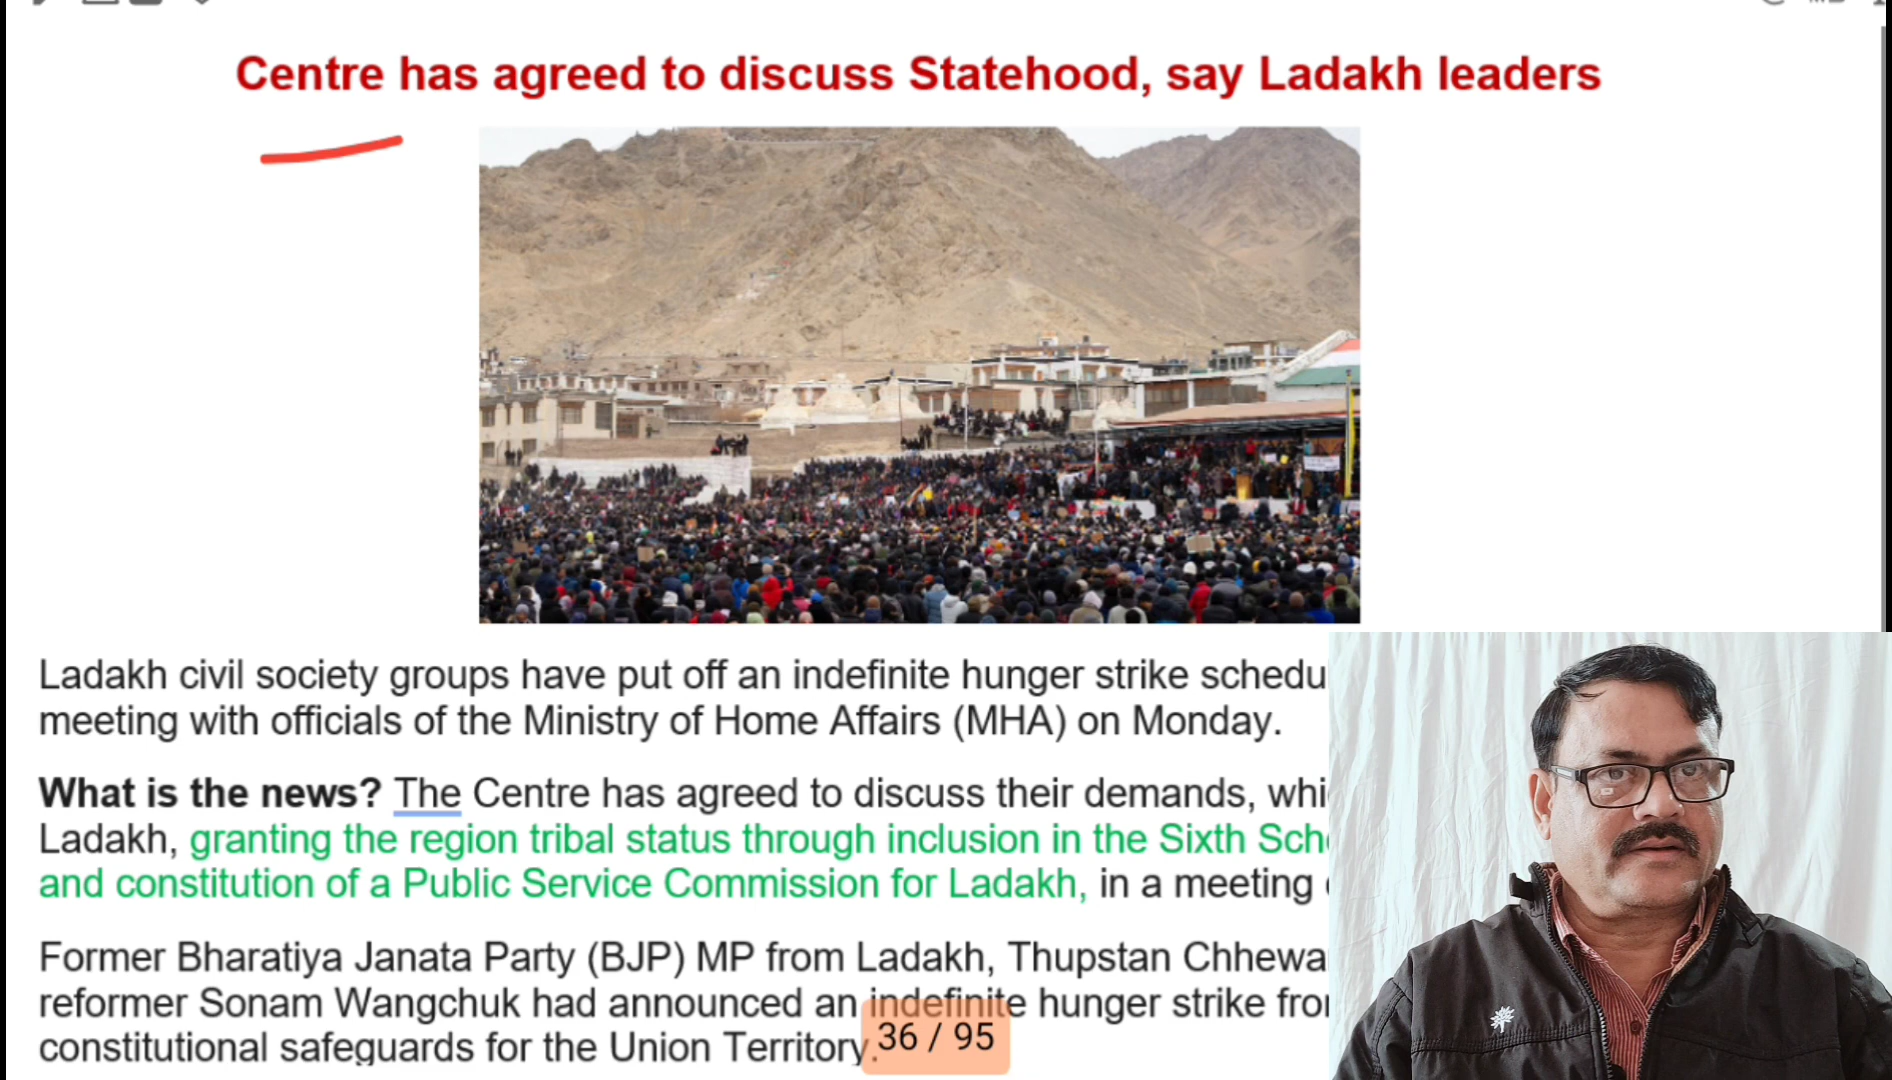 Centre has agreed to discuss Statehood, say Ladakh leaders
Ladakh civil society groups have put off an indefinite hunger strike schedu
meeting with officials of the Ministry of Home Affairs (MHA) on Monday.
What is the news? The Centre has agreed to discuss their demands, whi
Ladakh, granting the region tribal status through inclusion in the Sixth Sch
and constitution of a Public Service Commission for Ladakh, in a meeting
Former Bharatiya Janata Party (BJP) MP from Ladakh, Thupstan Chhewa
reformer Sonam Wangchuk had announced an indefinite hunger strike fro
constitutional safeguards for the Union Territory.
36 / 95